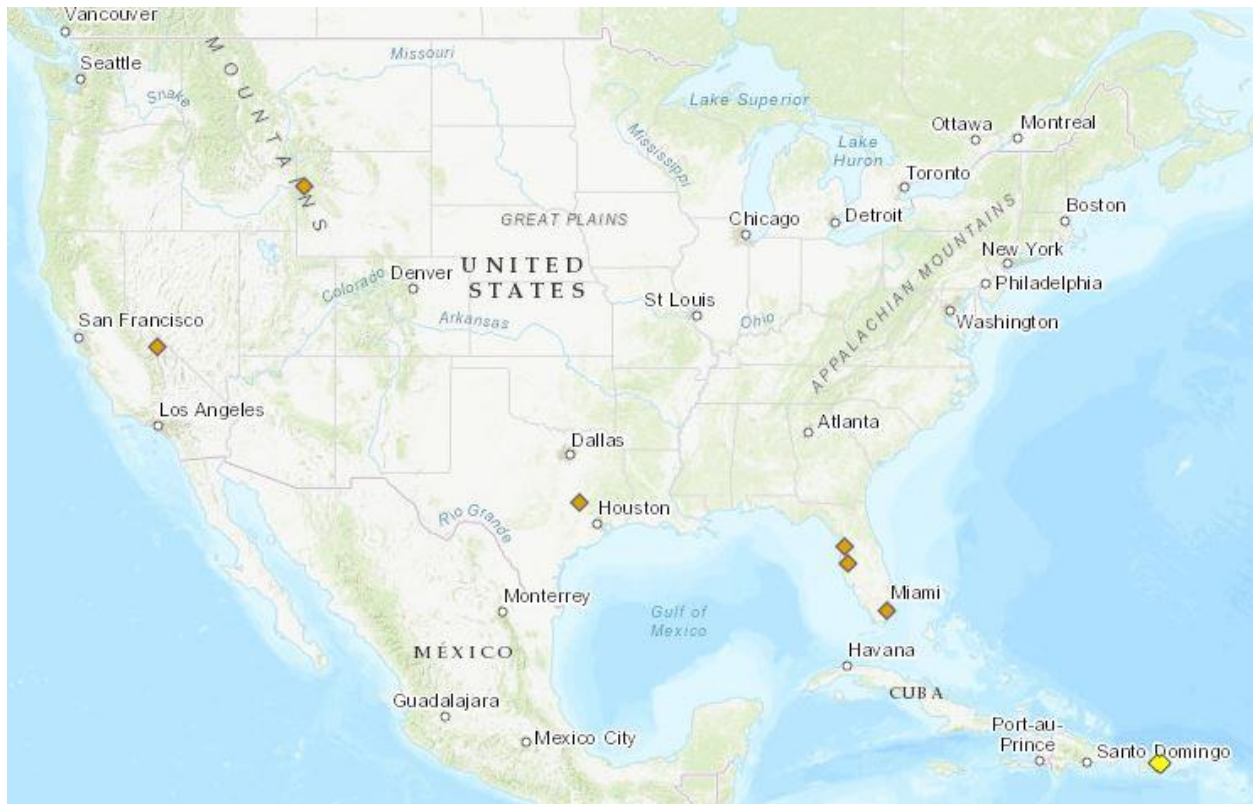 Vancouver
Seattle
MOUNTAINS
Missouri
Snake
Lake Superior
Mississippi
Ottawa
Montreal
Lake
Huron
Toronto
GREAT PLAINS
Chicago
Detroit
Boston
APPALACHIAN MOUNTAINS
New York
Philadelphia
Washington
Colorado
Denver
UNITED
STATES
St Louis
Ohio
Arkansas
San Francisco
Los Angeles
Atlanta
Dallas
Houston
Rio Grande
Monterrey
Gulf of
Mexico
Miami
MÉXICO
Havana
CUBA
Guadalajara
Mexico City
Port-au-
Prince
Santo Domingo